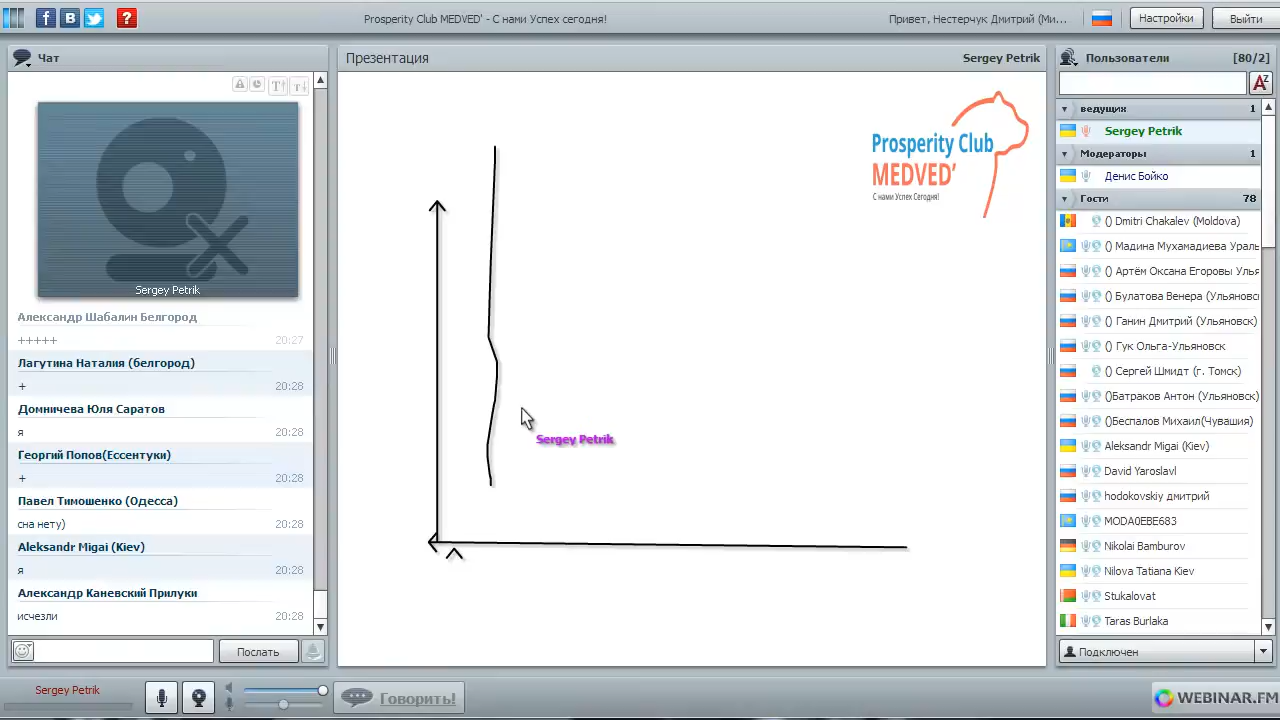 Prosperity Club MEDVED' - С нами Успех сегодня!
Привет, Нестерчук Дмитрий (Ми...
Настройки
Выйти
Чат
Sergey Petrik
Александр Шабалин Белгород
+++++ 20:27
Лагутина Наталия (белгород)
+ 20:28
Домничева Юля Саратов
я 20:28
Георгий Попов(Ессентуки)
+ 20:28
Павел Тимошенко (Одесса)
сна нету) 20:28
Aleksandr Migai (Kiev)
я 20:28
Александр Каневский Прилуки
исчезли 20:28
Послать
Презентация
Sergey Petrik
Prosperity Club
MEDVED'
С нами Успех Сегодня!
Sergey Petrik
Пользователи [80/2]
ведущия 1
Sergey Petrik
Модераторы 1
Денис Бойко
Гости 78
() Dmitri Chakalev (Moldova)
() Мадина Мухамадиева Ураль
() Артём Оксана Егоровы Улья
() Булатова Венера (Ульяновс
() Ганин Дмитрий (Ульяновск)
() Гук Ольга-Ульяновск
() Сергей Шмидт (г. Томск)
()Батраков Антон (Ульяновск)
()Беспалов Михаил(Чувашия)
Aleksandr Migai (Kiev)
David Yaroslavl
hodokovskiy дмитрий
MODA0EBE683
Nikolai Bamburov
Nilova Tatiana Kiev
Stukalovat
Taras Burlaka
Подключен
Sergey Petrik
Говорить!
WEBINAR.FM